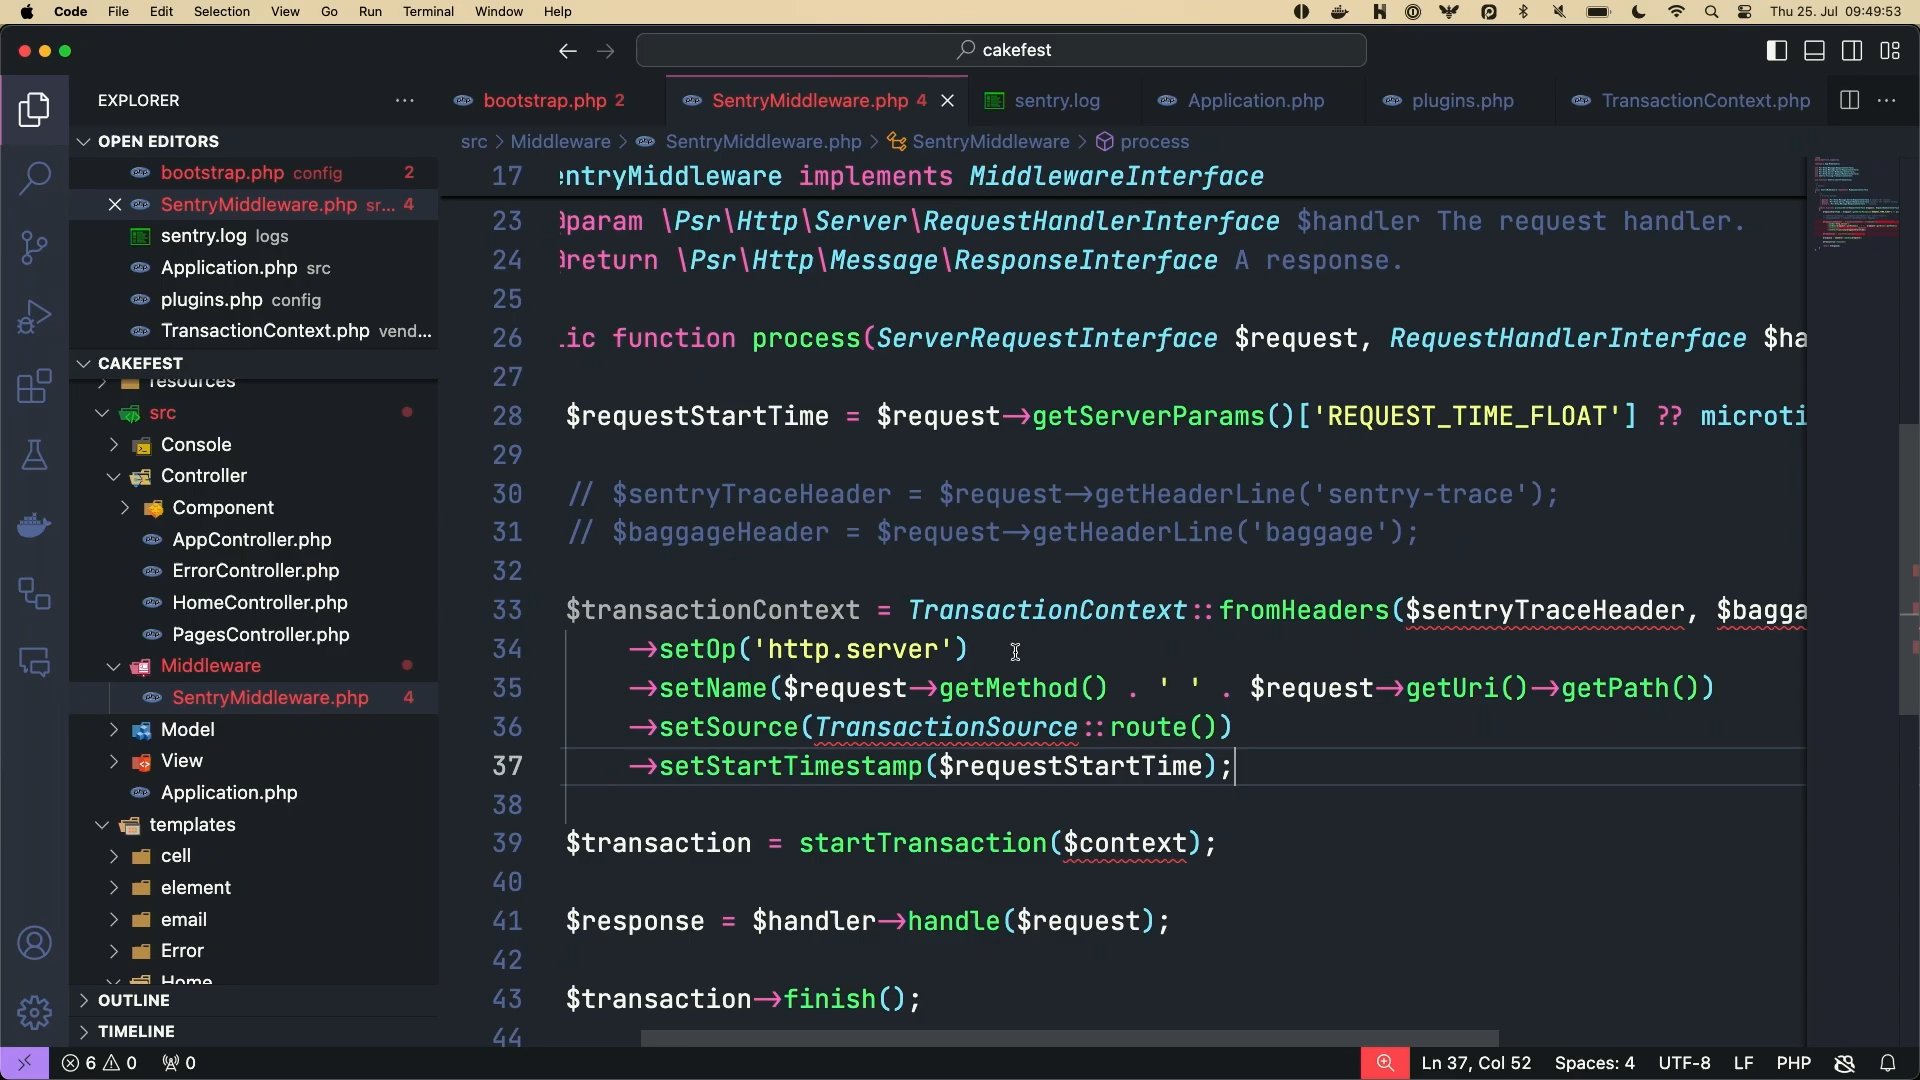 Code File Edit Selection View Go Run Terminal Window Help Thu 25. Jul 09:49:53
cakefest
EXPLORER
bootstrap.php 2 SentryMiddleware.php 4 sentry.log Application.php plugins.php TransactionContext.php
OPEN EDITORS
bootstrap.php config 2
SentryMiddleware.php sr... 4
sentry.log logs
Application.php src
plugins.php config
TransactionContext.php vend...
CAKEFEST
resources
src
Console
Controller
Component
AppController.php
ErrorController.php
HomeController.php
PagesController.php
Middleware
SentryMiddleware.php 4
Model
View
Application.php
templates
cell
element
email
Error
Home
OUTLINE
TIMELINE
src > Middleware > SentryMiddleware.php > SentryMiddleware > process
17 entryMiddleware implements MiddlewareInterface
23 @param \Psr\Http\Server\RequestHandlerInterface $handler The request handler.
24 @return \Psr\Http\Message\ResponseInterface A response.
25
26 lic function process(ServerRequestInterface $request, RequestHandlerInterface $ha
27
28 $requestStartTime = $request->getServerParams()['REQUEST_TIME_FLOAT'] ?? microti
29
30 // $sentryTraceHeader = $request->getHeaderLine('sentry-trace');
31 // $baggageHeader = $request->getHeaderLine('baggage');
32
33 $transactionContext = TransactionContext::fromHeaders($sentryTraceHeader, $bagga
34 ->setOp('http.server')
35 ->setName($request->getMethod() . ' ' . $request->getUri()->getPath())
36 ->setSource(TransactionSource::route())
37 ->setStartTimestamp($requestStartTime);
38
39 $transaction = startTransaction($context);
40
41 $response = $handler->handle($request);
42
43 $transaction->finish();
44
6 0 0 Ln 37, Col 52 Spaces: 4 UTF-8 LF PHP